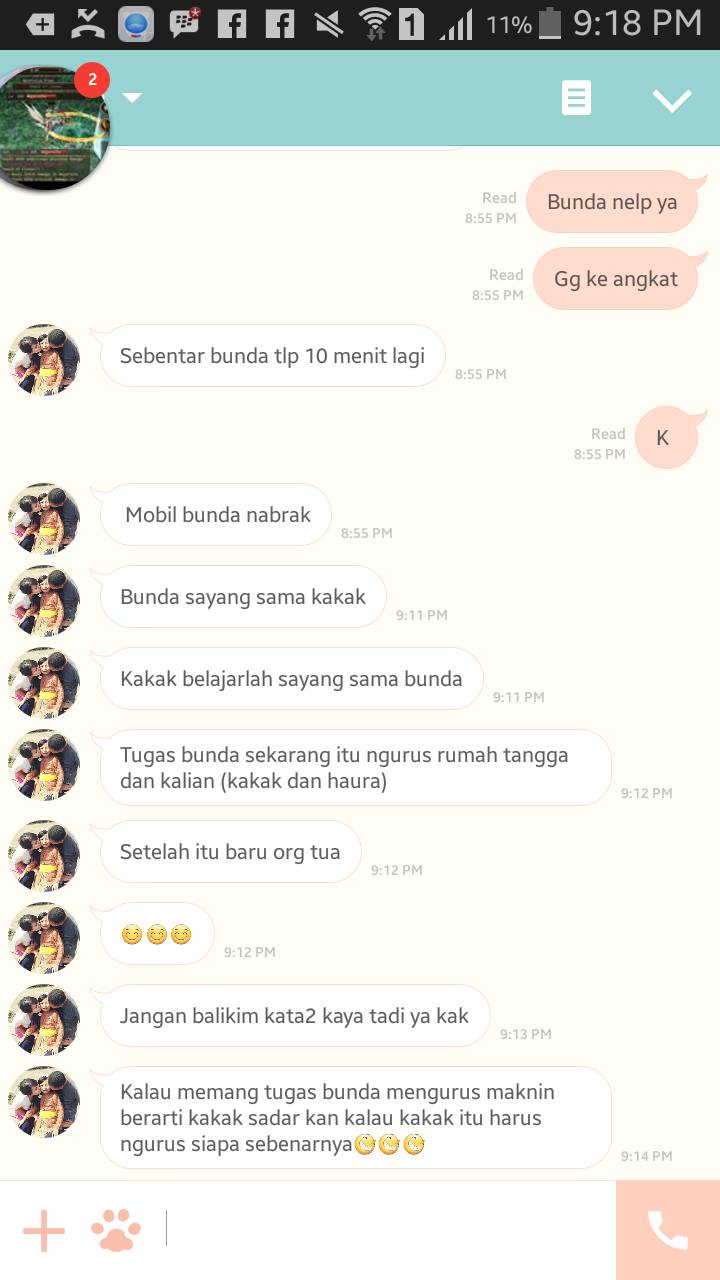 1
11%
9:18 PM
2
Bunda nelp ya
Read
8:55 PM
Gg ke angkat
Read
8:55 PM
Sebentar bunda tlp 10 menit lagi
8:55 PM
K
Read
8:55 PM
Mobil bunda nabrak
8:55 PM
Bunda sayang sama kakak
9:11 PM
Kakak belajarlah sayang sama bunda
9:11 PM
Tugas bunda sekarang itu ngurus rumah tangga
dan kalian (kakak dan haura)
9:12 PM
Setelah itu baru org tua
9:12 PM
😊😊😊
9:12 PM
Jangan balikim kata2 kaya tadi ya kak
9:13 PM
Kalau memang tugas bunda mengurus maknin
berarti kakak sadar kan kalau kakak itu harus
ngurus siapa sebenarnya
9:14 PM